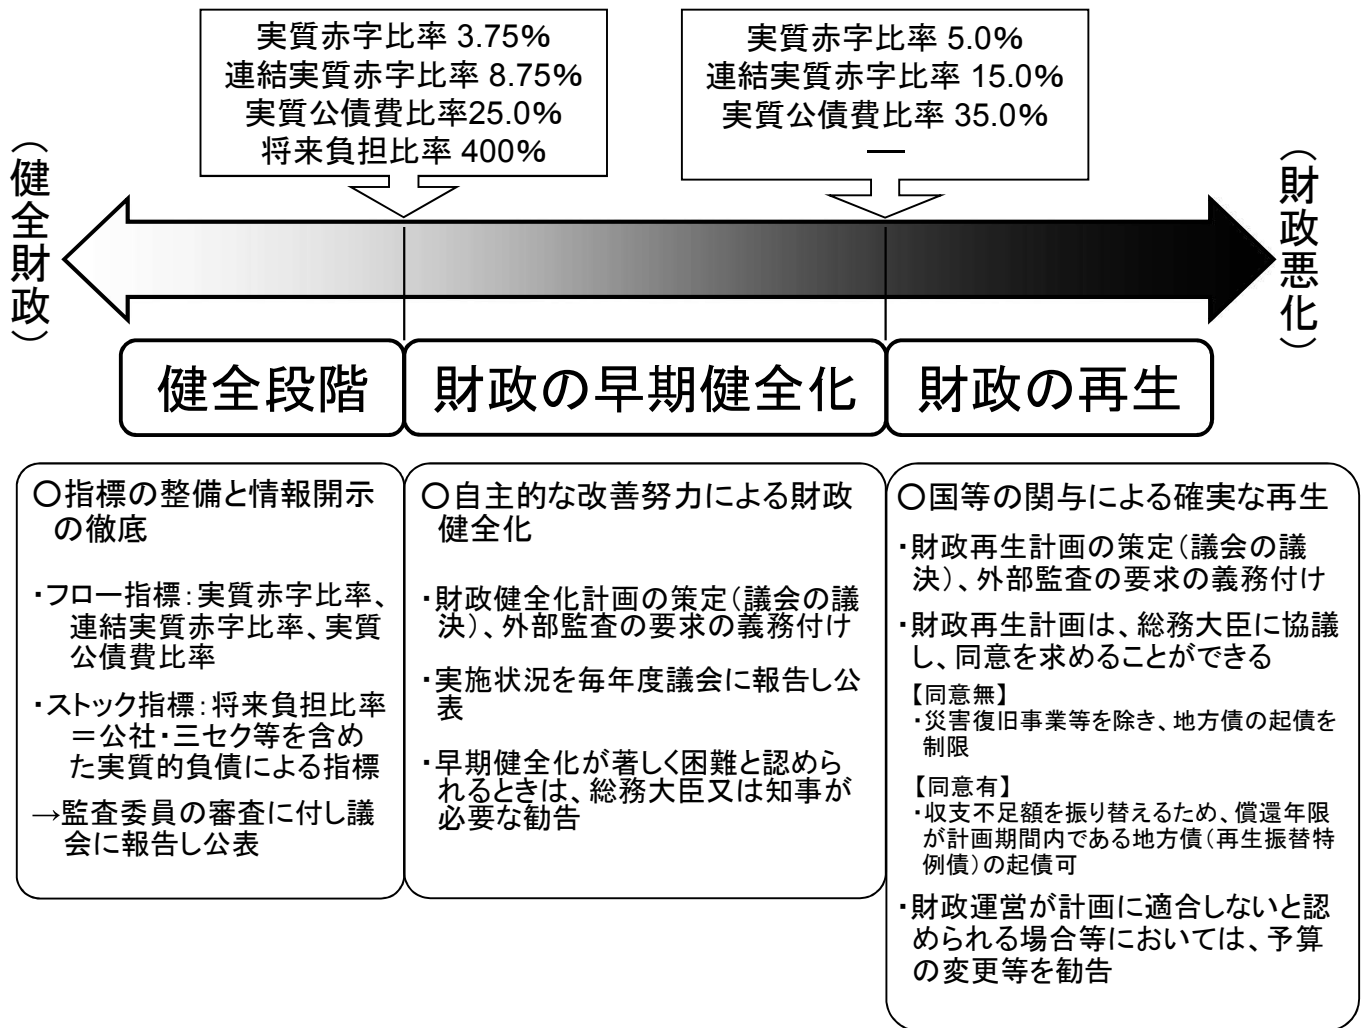 実質赤字比率 3.75%
連結実質赤字比率 8.75%
実質公債費比率25.0%
将来負担比率 400%
実質赤字比率 5.0%
連結実質赤字比率 15.0%
実質公債費比率 35.0%
―
（健全財政）
（財政悪化）
健全段階
財政の早期健全化
財政の再生
○指標の整備と情報開示
の徹底
・フロー指標：実質赤字比率、
連結実質赤字比率、実質
公債費比率
・ストック指標：将来負担比率
＝公社・三セク等を含め
た実質的負債による指標
→監査委員の審査に付し議
会に報告し公表
○自主的な改善努力による財政
健全化
・財政健全化計画の策定（議会の議
決）、外部監査の要求の義務付け
・実施状況を毎年度議会に報告し公
表
・早期健全化が著しく困難と認めら
れるときは、総務大臣又は知事が
必要な勧告
○国等の関与による確実な再生
・財政再生計画の策定（議会の議
決）、外部監査の要求の義務付け
・財政再生計画は、総務大臣に協議
し、同意を求めることができる
【同意無】
・災害復旧事業等を除き、地方債の起債を
制限
【同意有】
・収支不足額を振り替えるため、償還年限
が計画期間内である地方債（再生振替特
例債）の起債可
・財政運営が計画に適合しないと認
められる場合等においては、予算
の変更等を勧告